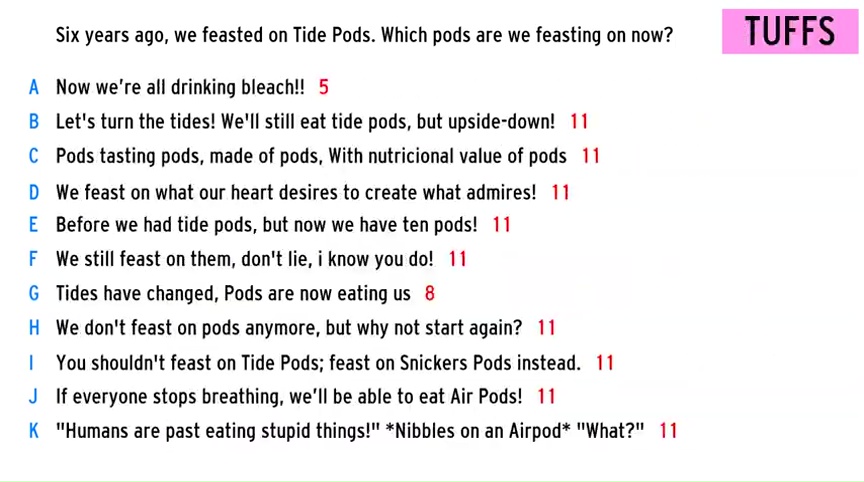 Six years ago, we feasted on Tide Pods. Which pods are we feasting on now?
TUFFS
A Now we're all drinking bleach!! 5
B Let's turn the tides! We'll still eat tide pods, but upside-down! 11
C Pods tasting pods, made of pods, With nutricional value of pods 11
D We feast on what our heart desires to create what admires! 11
E Before we had tide pods, but now we have ten pods! 11
F We still feast on them, don't lie, i know you do! 11
G Tides have changed, Pods are now eating us 8
H We don't feast on pods anymore, but why not start again? 11
I You shouldn't feast on Tide Pods; feast on Snickers Pods instead. 11
J If everyone stops breathing, we'll be able to eat Air Pods! 11
K "Humans are past eating stupid things!" *Nibbles on an Airpod* "What?" 11